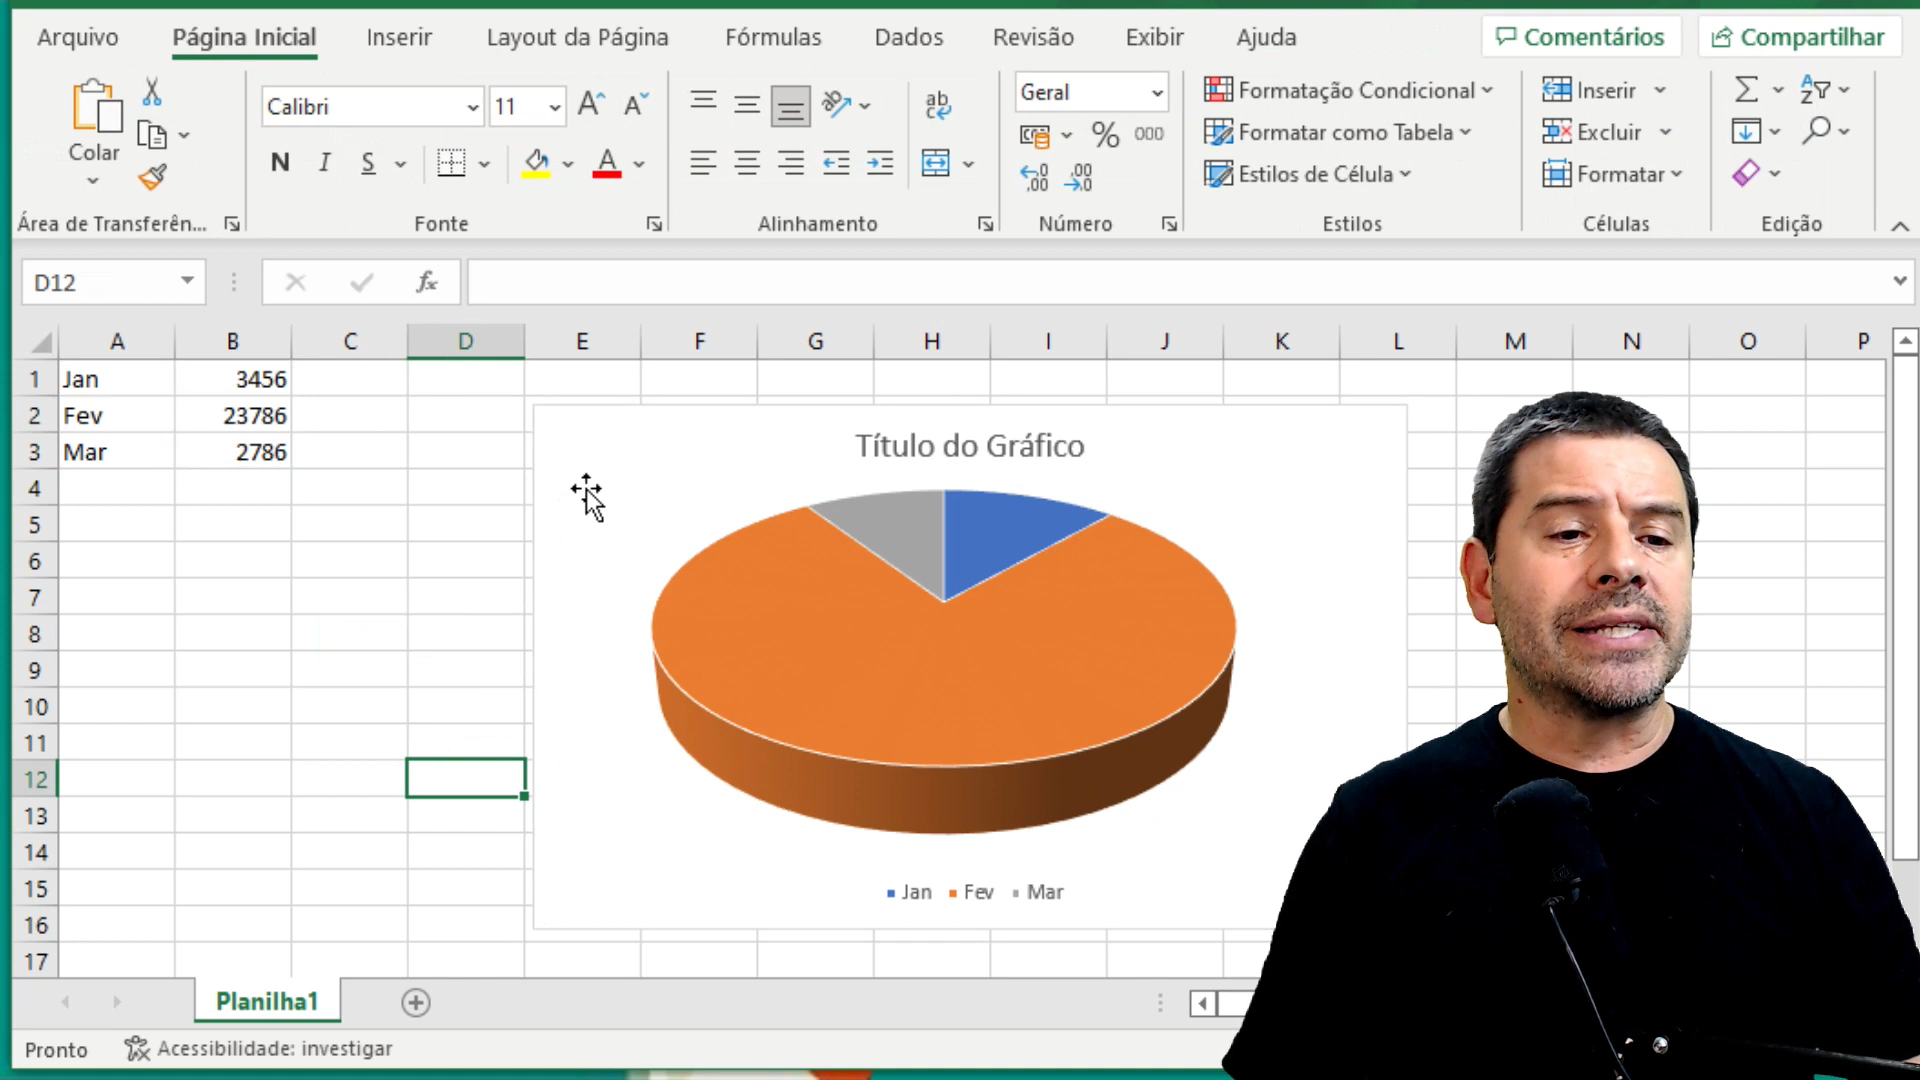 Arquivo Página Inicial Inserir Layout da Página Fórmulas Dados Revisão Exibir Ajuda Comentários Compartilhar
Colar
Calibri 11
N I S
ab
Geral
% 000
Formatação Condicional
Formatar como Tabela
Estilos de Célula
Inserir
Excluir
Formatar
Área de Transferên... Fonte Alinhamento Número Estilos Células Edição
D12 fx
A B C D E F G H I J K L M N O P
1 Jan 3456
2 Fev 23786
3 Mar 2786
4
5
6
7
8
9
10
11
12
13
14
15
16
17
Título do Gráfico
Jan Fev Mar
Planilha1
Pronto Acessibilidade: investigar